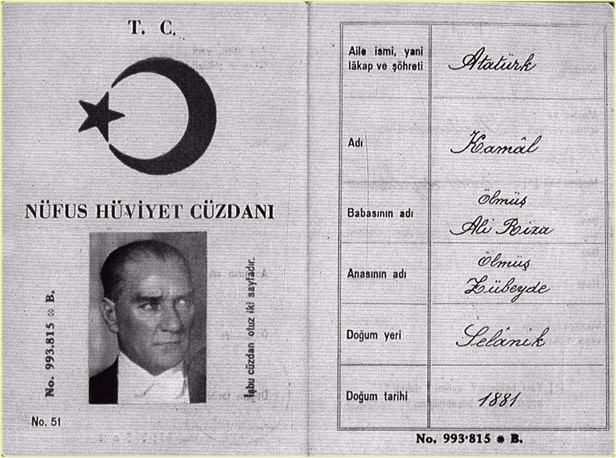 T. C.
NÜFUS HÜVİYET CÜZDANI
No. 993.815 ※ B.
İşbu cüzdan otuz iki sayfadır.
No. 51
Aile ismi, yani
lâkap ve şöhreti
Atatürk
Adı
Kamâl
Babasının adı
ölmüş
Ali Riza
Anasının adı
ölmüş
Zübeyde
Doğum yeri
Selânik
Doğum tarihi
1881
No. 993·815 ※ B.